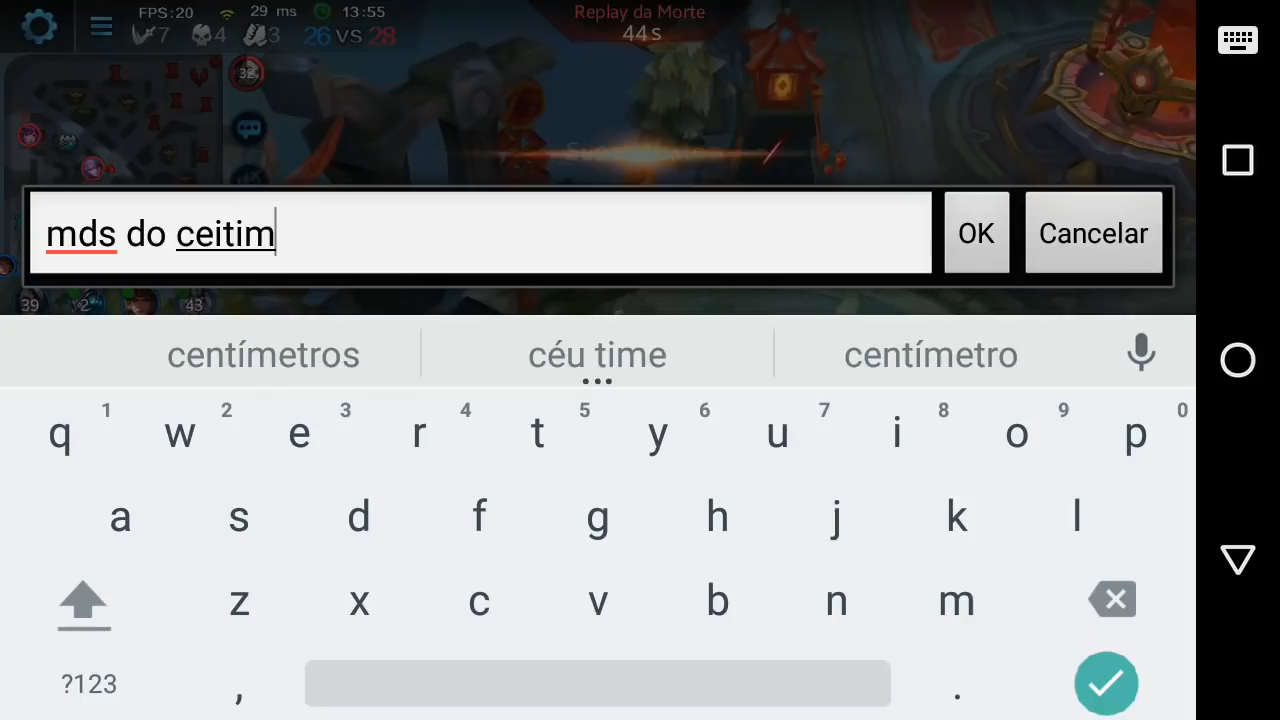 FPS:20 29 ms 13:55
7 4 3 26 VS 28
Replay da Morte
44s
32
mds do ceitim
OK
Cancelar
39 2 43
centímetros
céu time
centímetro
1 2 3 4 5 6 7 8 9 0
q w e r t y u i o p
a s d f g h j k l
z x c v b n m
?123 , .